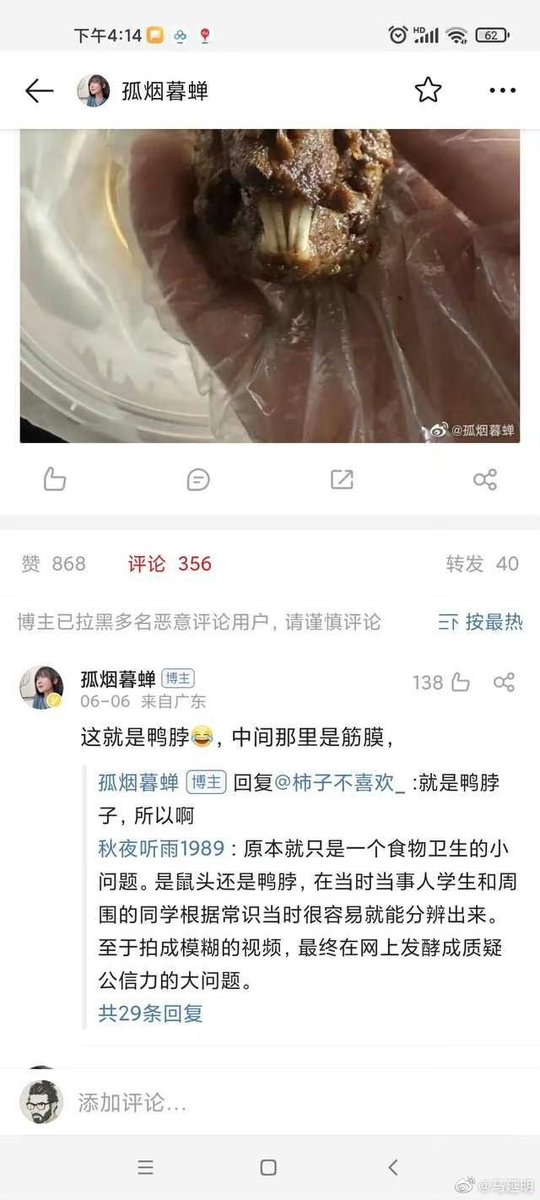 下午4:14
HD
62
孤烟暮蝉
@孤烟暮蝉
赞 868
评论 356
转发 40
博主已拉黑多名恶意评论用户，请谨慎评论
按最热
孤烟暮蝉 博主
138
06-06 来自广东
这就是鸭脖😂，中间那里是筋膜，
孤烟暮蝉 博主 回复@柿子不喜欢_ :就是鸭脖
子，所以啊
秋夜听雨1989：原本就只是一个食物卫生的小
问题。是鼠头还是鸭脖，在当时当事人学生和周
围的同学根据常识当时很容易就能分辨出来。
至于拍成模糊的视频，最终在网上发酵成质疑
公信力的大问题。
共29条回复
添加评论...
@马延明